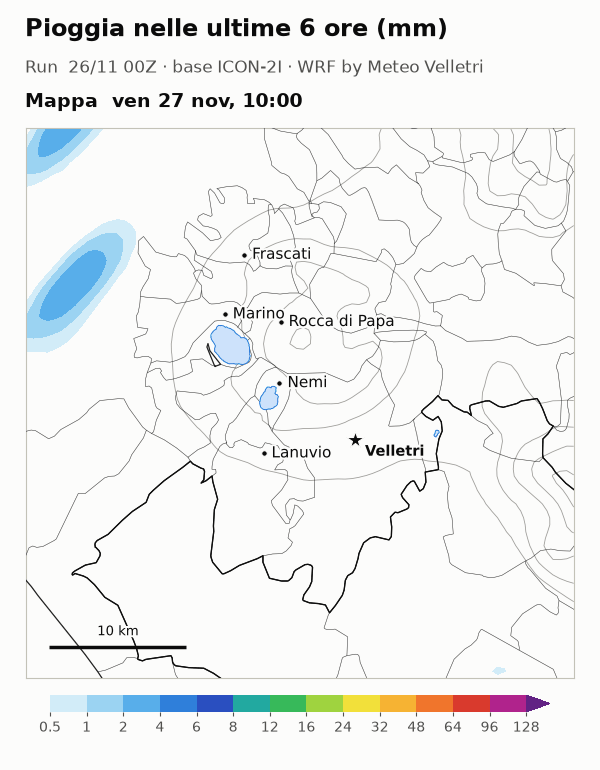 Pioggia nelle ultime 6 ore (mm)
Run  26/11 00Z · base ICON-2I · WRF by Meteo Velletri
Mappa  ven 27 nov, 10:00
Frascati
Marino
Rocca di Papa
Nemi
Velletri
Lanuvio
10 km
0.5 1 2 4 6 8 12 16 24 32 48 64 96 128